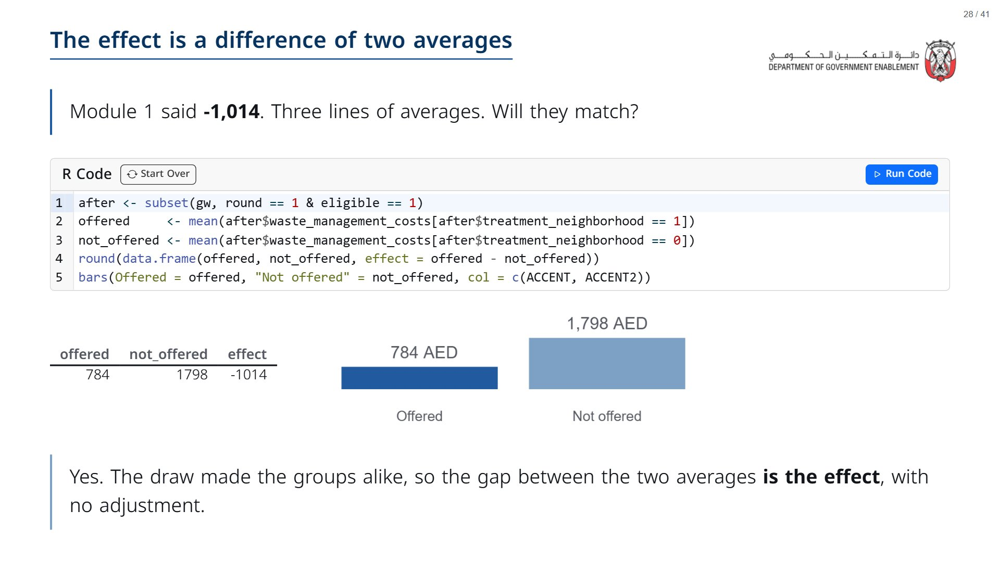 28 / 41
The effect is a difference of two averages
دائرة التمكين الحكومي
DEPARTMENT OF GOVERNMENT ENABLEMENT
Module 1 said -1,014. Three lines of averages. Will they match?
R Code
Start Over
Run Code
1 after <- subset(gw, round == 1 & eligible == 1)
2 offered     <- mean(after$waste_management_costs[after$treatment_neighborhood == 1])
3 not_offered <- mean(after$waste_management_costs[after$treatment_neighborhood == 0])
4 round(data.frame(offered, not_offered, effect = offered - not_offered))
5 bars(Offered = offered, "Not offered" = not_offered, col = c(ACCENT, ACCENT2))
offered not_offered effect
784 1798 -1014
784 AED
1,798 AED
Offered
Not offered
Yes. The draw made the groups alike, so the gap between the two averages is the effect, with
no adjustment.